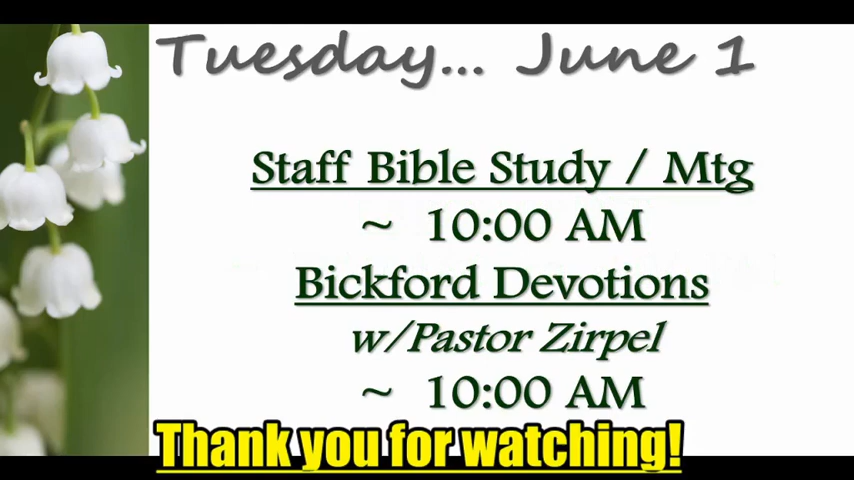 Tuesday... June 1
Staff Bible Study / Mtg
~ 10:00 AM
Bickford Devotions
w/Pastor Zirpel
~ 10:00 AM
Thank you for watching!